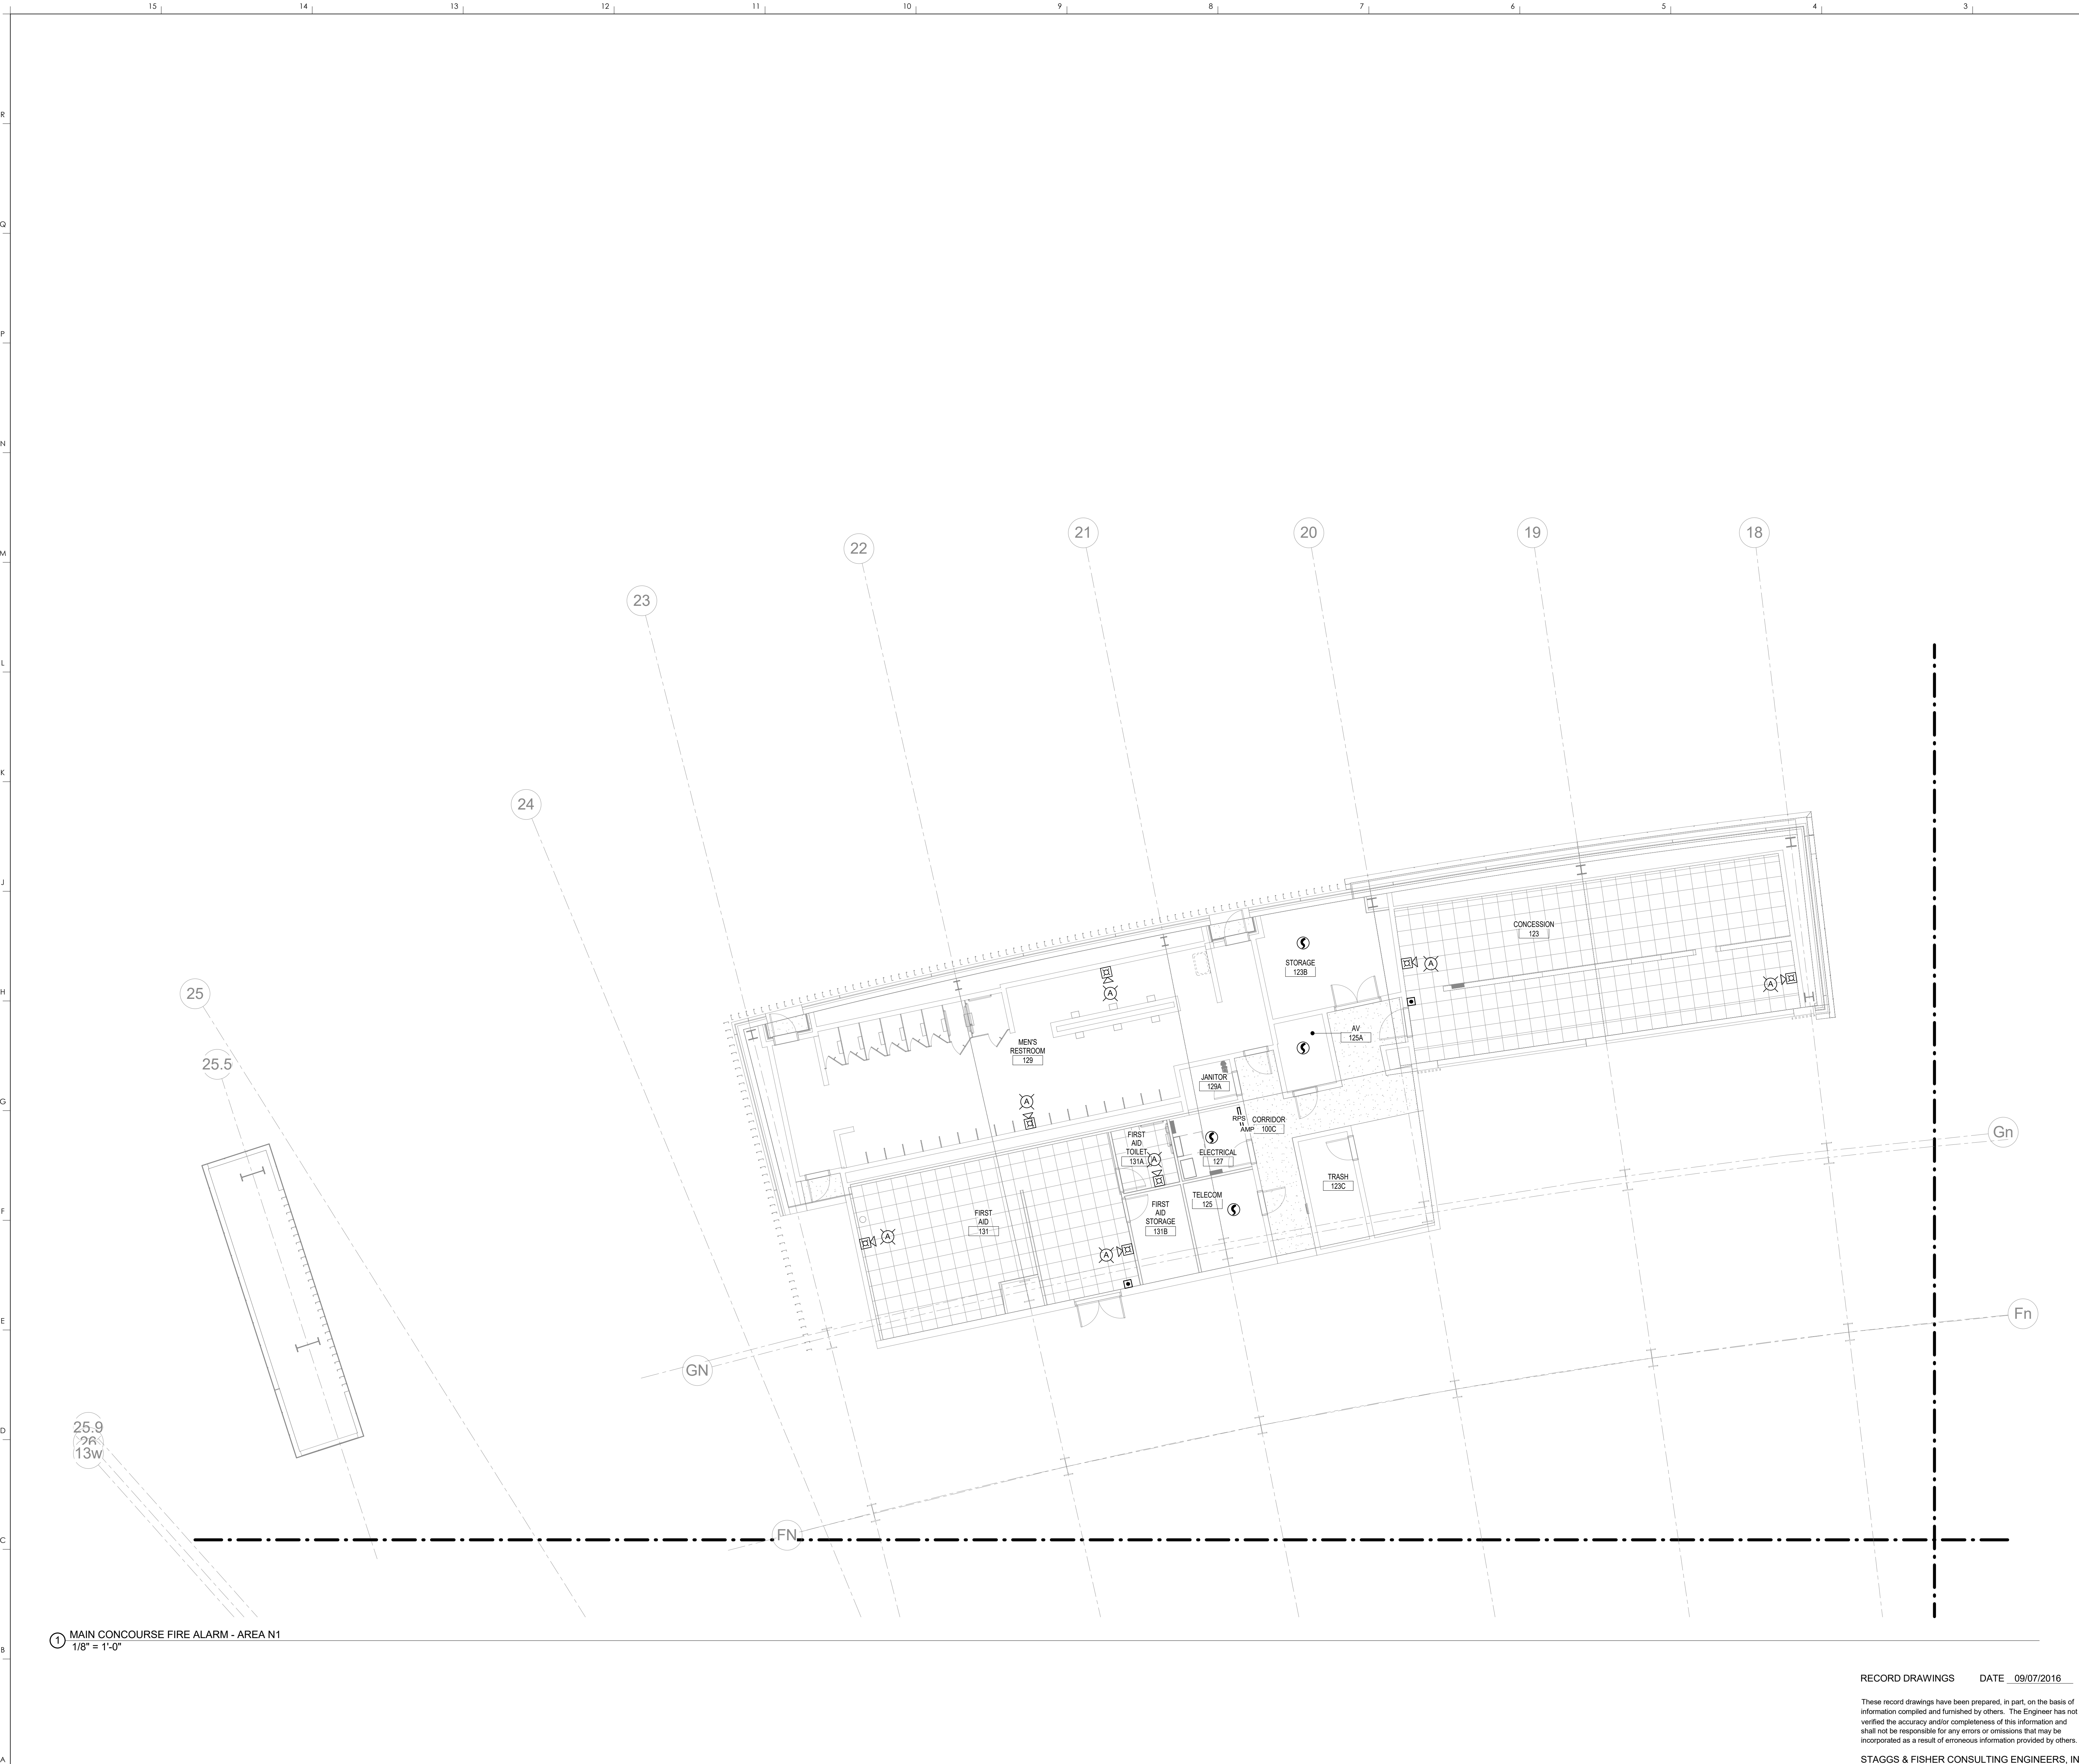 15 14 13 12 11 10 9 8 7 6 5 4 3
R
Q
P
N
M
L
K
J
H
G
F
E
D
C
B
A
21
20
19
18
22
23
24
25
25.5
CONCESSION
123
STORAGE
123B
AV
125A
MEN'S
RESTROOM
129
JANITOR
129A
RPS
AMP
CORRIDOR
100C
FIRST
AID
TOILET
131A
ELECTRICAL
127
TRASH
123C
TELECOM
125
FIRST
AID
STORAGE
131B
FIRST
AID
131
A
A
A
A
A
A
A
Gn
Fn
GN
FN
25.9
26
13w
1 MAIN CONCOURSE FIRE ALARM - AREA N1
1/8" = 1'-0"
RECORD DRAWINGS DATE 09/07/2016
These record drawings have been prepared, in part, on the basis of
information compiled and furnished by others. The Engineer has not
verified the accuracy and/or completeness of this information and
shall not be responsible for any errors or omissions that may be
incorporated as a result of erroneous information provided by others.
STAGGS & FISHER CONSULTING ENGINEERS, IN